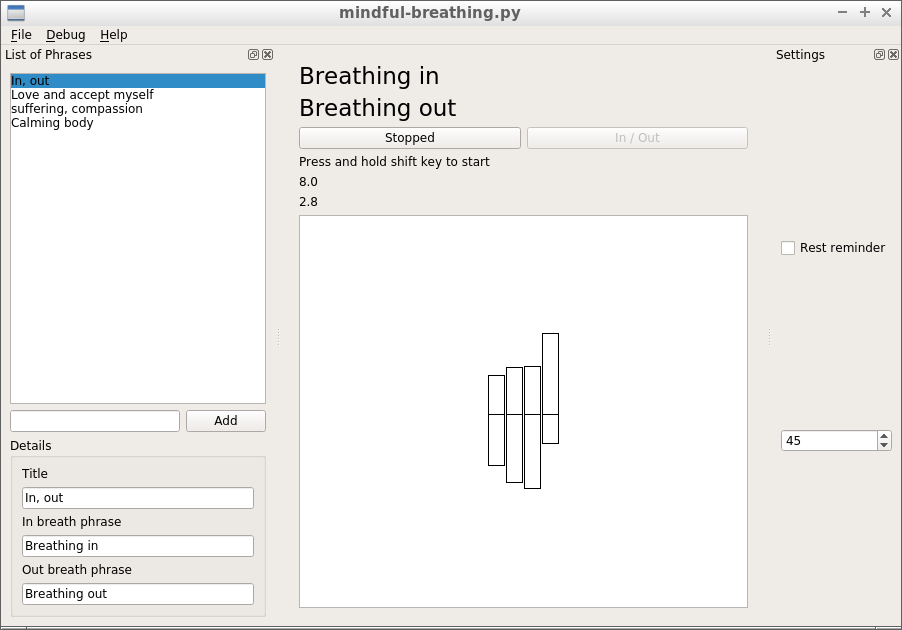 mindful-breathing.py
File Debug Help
List of Phrases
In, out
Love and accept myself
suffering, compassion
Calming body
Add
Details
Title
In, out
In breath phrase
Breathing in
Out breath phrase
Breathing out
Breathing in
Breathing out
Stopped
In / Out
Press and hold shift key to start
8.0
2.8
Settings
Rest reminder
45